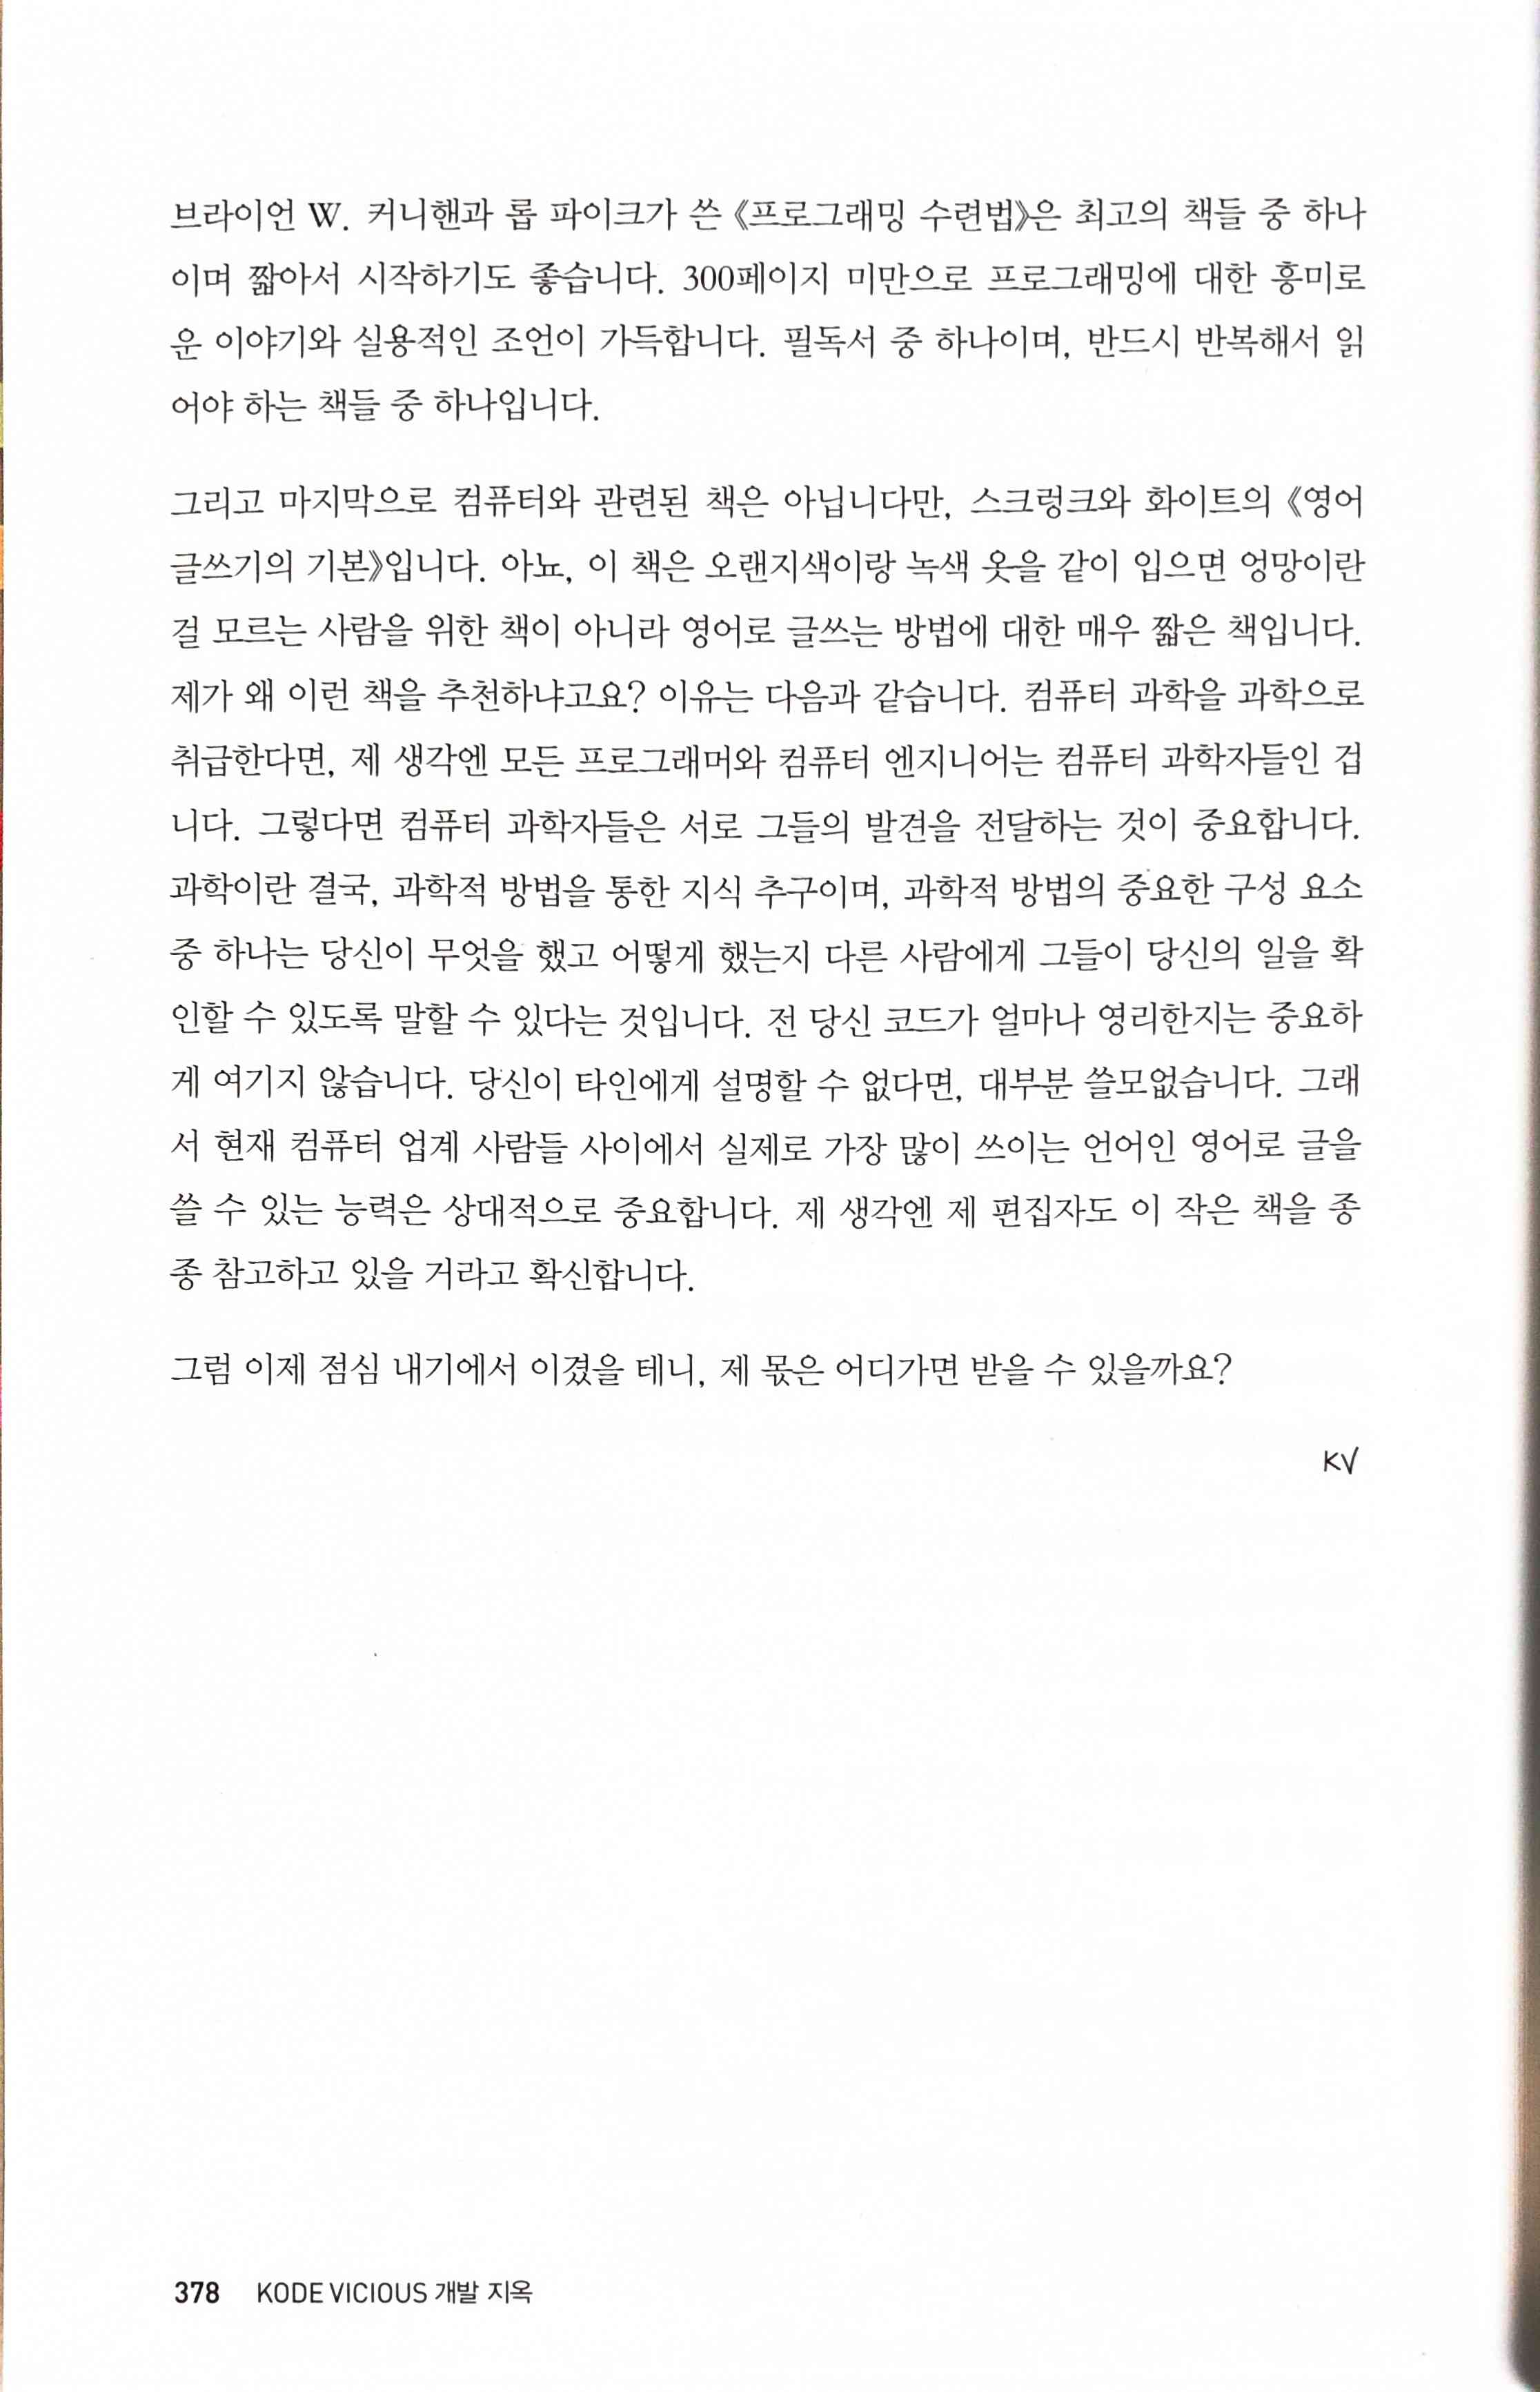 브라이언 W. 커니핸과 롭 파이크가 쓴 《프로그래밍 수련법》은 최고의 책들 중 하나
이며 짧아서 시작하기도 좋습니다. 300페이지 미만으로 프로그래밍에 대한 흥미로
운 이야기와 실용적인 조언이 가득합니다. 필독서 중 하나이며, 반드시 반복해서 읽
어야 하는 책들 중 하나입니다.
그리고 마지막으로 컴퓨터와 관련된 책은 아닙니다만, 스크렁크와 화이트의 《영어
글쓰기의 기본》입니다. 아뇨, 이 책은 오랜지색이랑 녹색 옷을 같이 입으면 엉망이란
걸 모르는 사람을 위한 책이 아니라 영어로 글쓰는 방법에 대한 매우 짧은 책입니다.
제가 왜 이런 책을 추천하냐고요? 이유는 다음과 같습니다. 컴퓨터 과학을 과학으로
취급한다면, 제 생각엔 모든 프로그래머와 컴퓨터 엔지니어는 컴퓨터 과학자들인 겁
니다. 그렇다면 컴퓨터 과학자들은 서로 그들의 발견을 전달하는 것이 중요합니다.
과학이란 결국, 과학적 방법을 통한 지식 추구이며, 과학적 방법의 중요한 구성 요소
중 하나는 당신이 무엇을 했고 어떻게 했는지 다른 사람에게 그들이 당신의 일을 확
인할 수 있도록 말할 수 있다는 것입니다. 전 당신 코드가 얼마나 영리한지는 중요하
게 여기지 않습니다. 당신이 타인에게 설명할 수 없다면, 대부분 쓸모없습니다. 그래
서 현재 컴퓨터 업계 사람들 사이에서 실제로 가장 많이 쓰이는 언어인 영어로 글을
쓸 수 있는 능력은 상대적으로 중요합니다. 제 생각엔 제 편집자도 이 작은 책을 종
종 참고하고 있을 거라고 확신합니다.
그럼 이제 점심 내기에서 이겼을 테니, 제 몫은 어디가면 받을 수 있을까요?
KV
378 KODE VICIOUS 개발 지옥